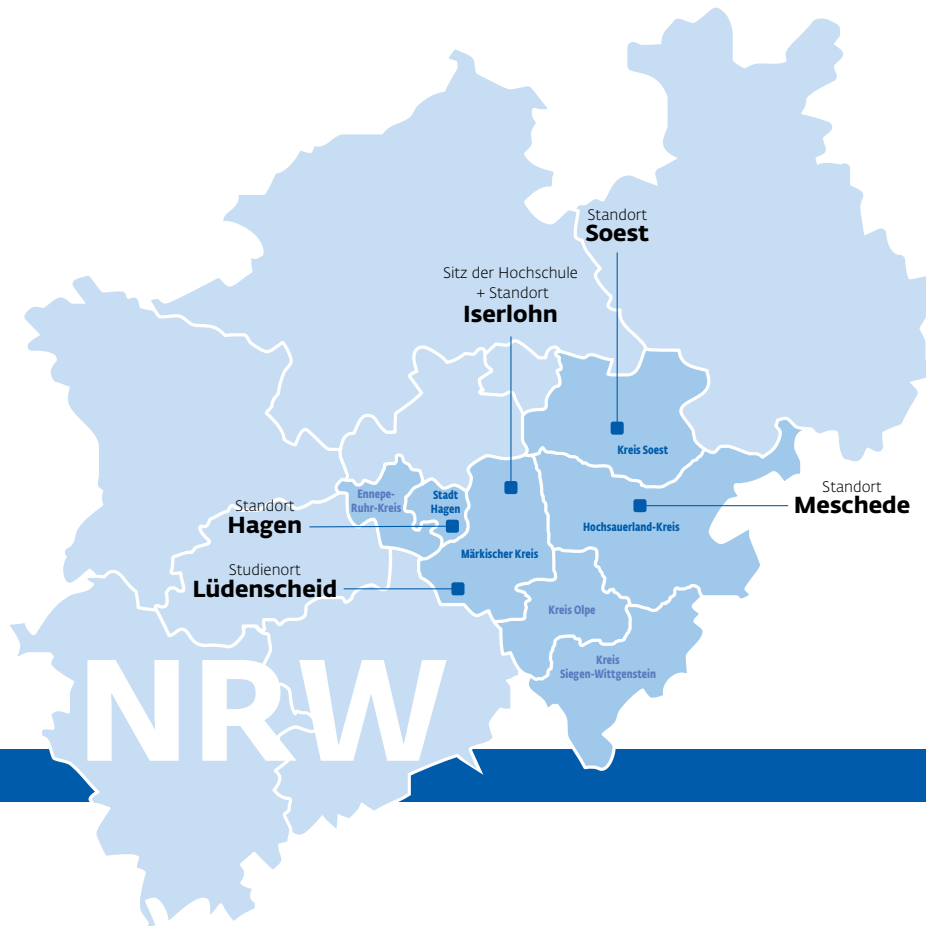 Standort
Soest
Sitz der Hochschule
+ Standort
Iserlohn
Kreis Soest
Standort
Meschede
Ennepe-
Ruhr-Kreis
Stadt
Hagen
Standort
Hagen
Hochsauerland-Kreis
Märkischer Kreis
Studienort
Lüdenscheid
Kreis Olpe
Kreis
Siegen-Wittgenstein
NRW